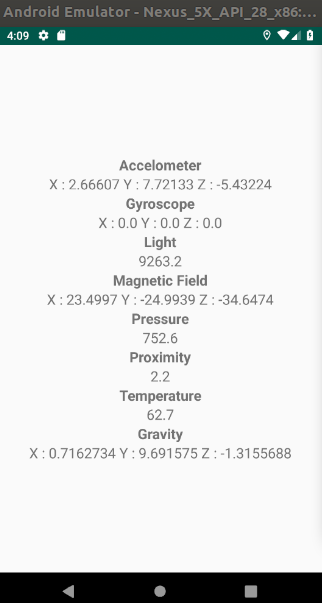 Android Emulator - Nexus_5X_API_28_x86:...
4:09
Accelometer
X : 2.66607 Y : 7.72133 Z : -5.43224
Gyroscope
X : 0.0 Y : 0.0 Z : 0.0
Light
9263.2
Magnetic Field
X : 23.4997 Y : -24.9939 Z : -34.6474
Pressure
752.6
Proximity
2.2
Temperature
62.7
Gravity
X : 0.7162734 Y : 9.691575 Z : -1.3155688